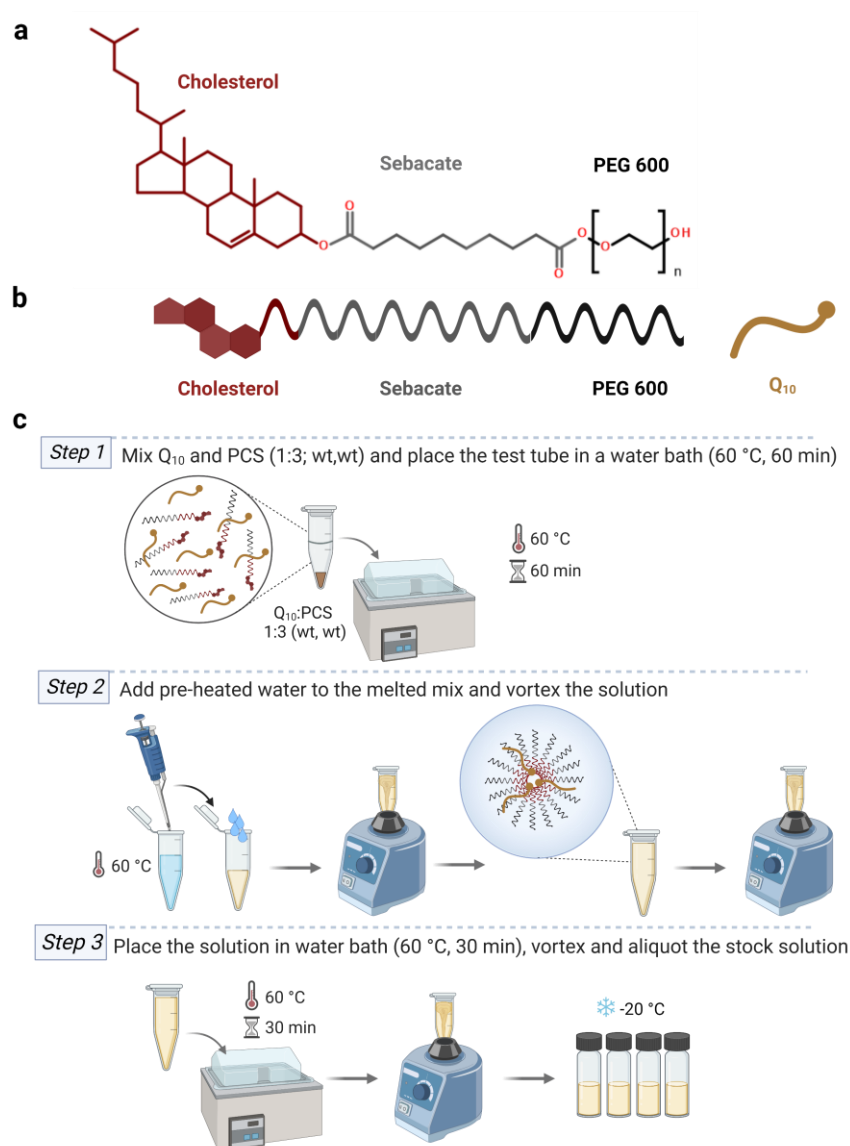 a
Cholesterol
Sebacate
PEG 600
O
O
O
O
O
OH
n
b
Cholesterol
Sebacate
PEG 600
Q₁₀
c
Step 1
Mix Q₁₀ and PCS (1:3; wt,wt) and place the test tube in a water bath (60 °C, 60 min)
60 °C
60 min
Q₁₀:PCS
1:3 (wt, wt)
Step 2
Add pre-heated water to the melted mix and vortex the solution
60 °C
Step 3
Place the solution in water bath (60 °C, 30 min), vortex and aliquot the stock solution
60 °C
30 min
-20 °C